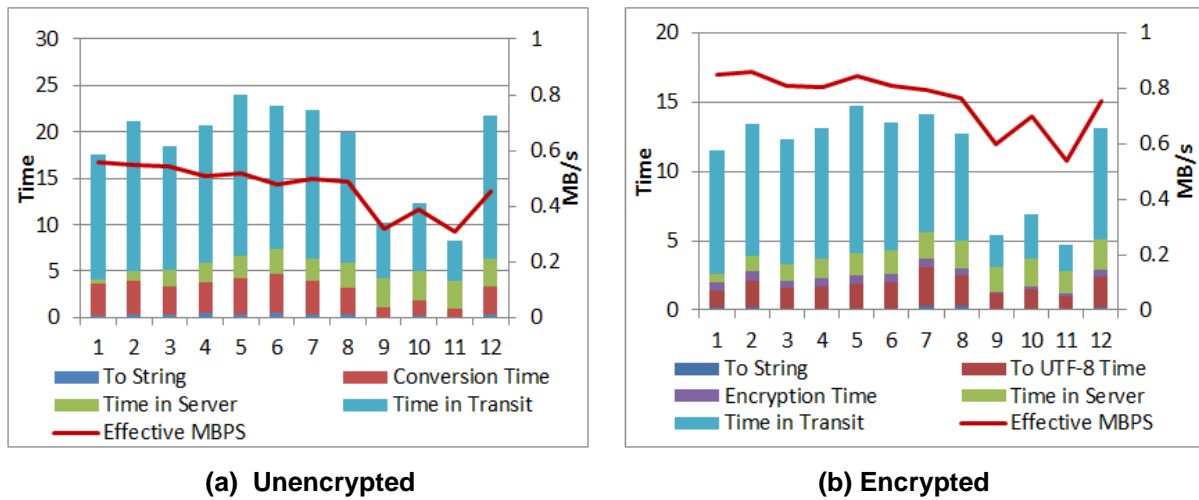 30
25
20
15
10
5
0
Time
1
0.8
0.6
0.4
0.2
0
MB/s
1 2 3 4 5 6 7 8 9 10 11 12
To String
Conversion Time
Time in Server
Time in Transit
Effective MBPS
(a) Unencrypted
20
15
10
5
0
Time
1
0.8
0.6
0.4
0.2
0
MB/s
1 2 3 4 5 6 7 8 9 10 11 12
To String
To UTF-8 Time
Encryption Time
Time in Server
Time in Transit
Effective MBPS
(b) Encrypted